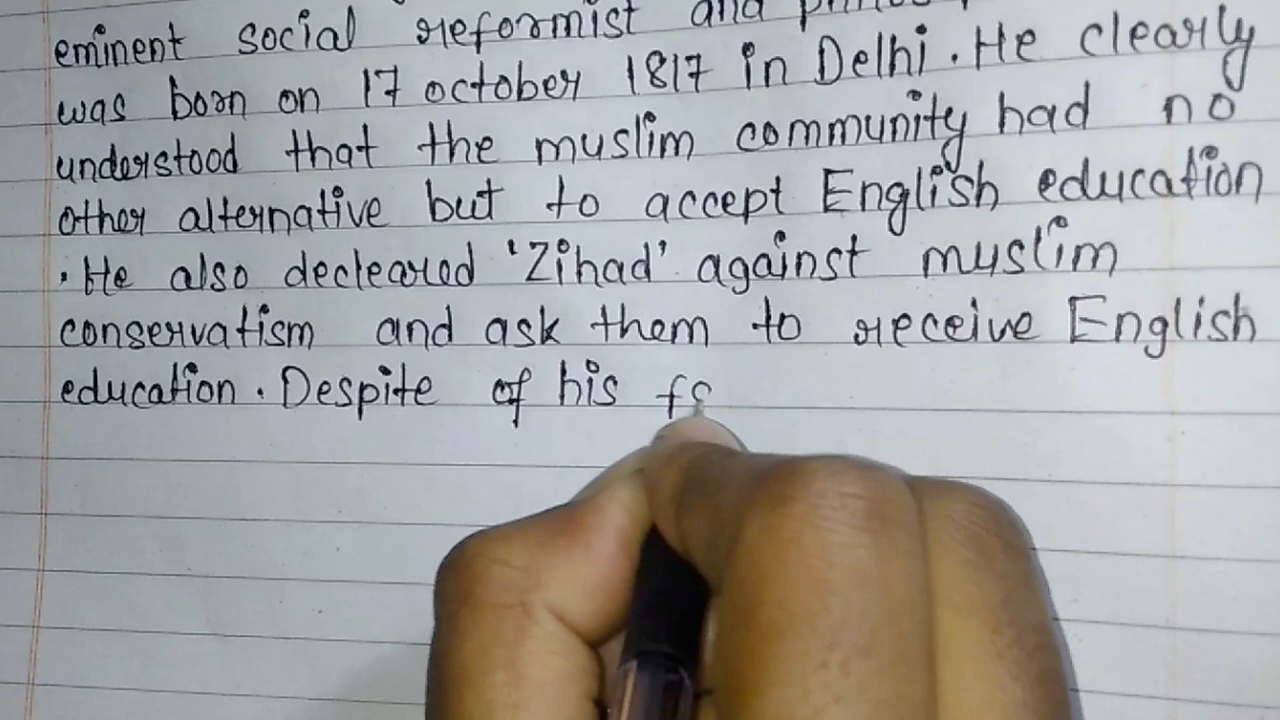 eminent social reformist and
was born on 17 october 1817 in Delhi. He clearly
understood that the muslim community had no
other alternative but to accept English education
. He also decleared 'Zihad' against muslim
conservatism and ask them to receive English
education. Despite of his